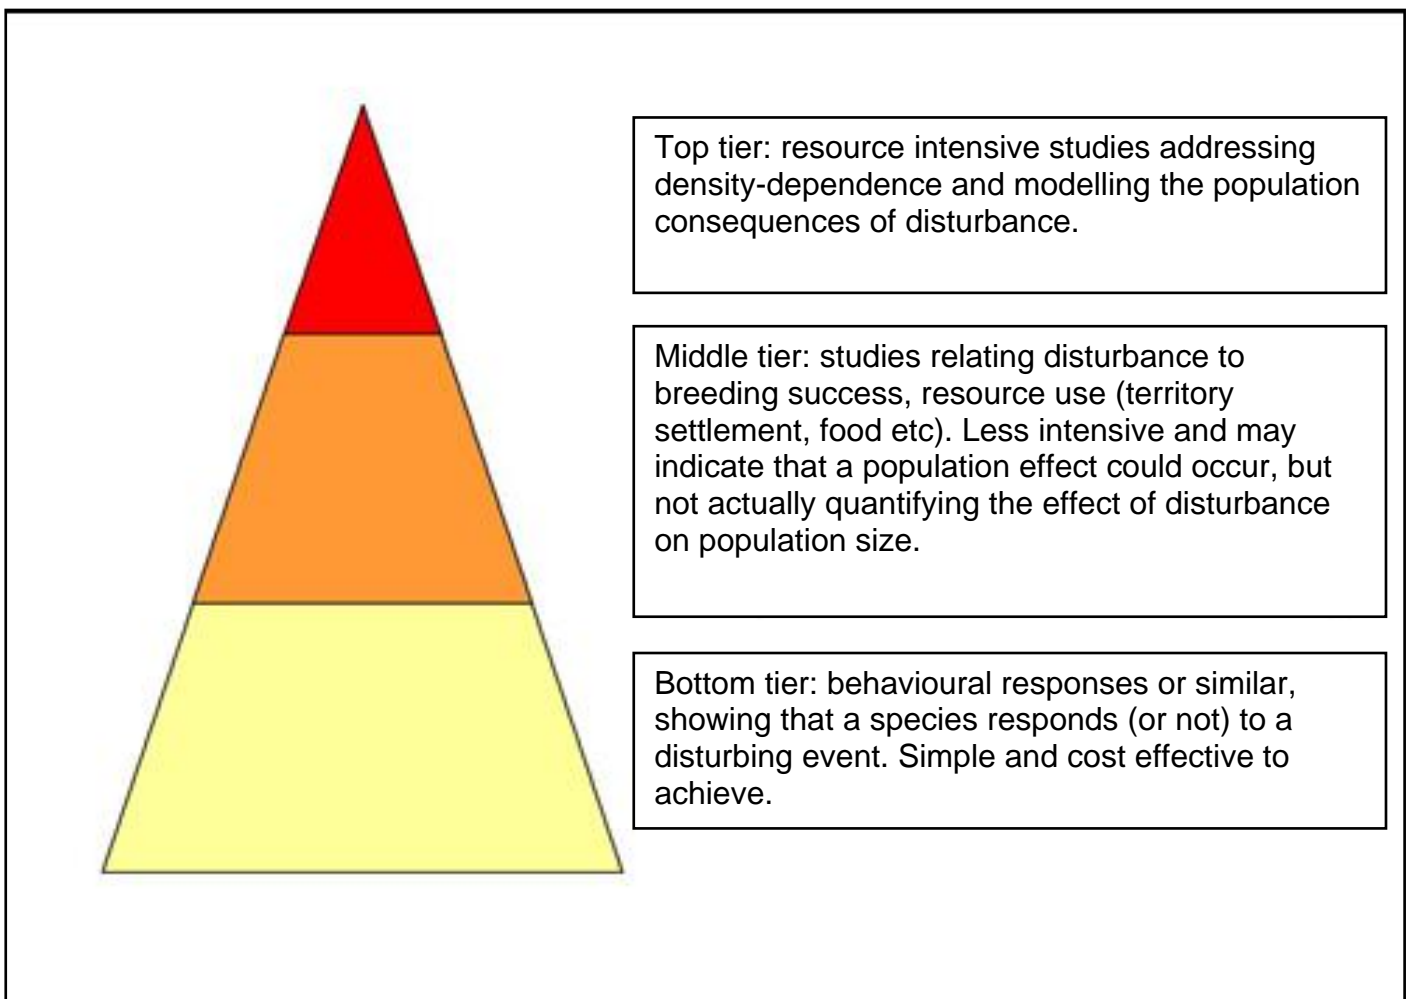 Top tier: resource intensive studies addressing
density-dependence and modelling the population
consequences of disturbance.
Middle tier: studies relating disturbance to
breeding success, resource use (territory
settlement, food etc). Less intensive and may
indicate that a population effect could occur, but
not actually quantifying the effect of disturbance
on population size.
Bottom tier: behavioural responses or similar,
showing that a species responds (or not) to a
disturbing event. Simple and cost effective to
achieve.